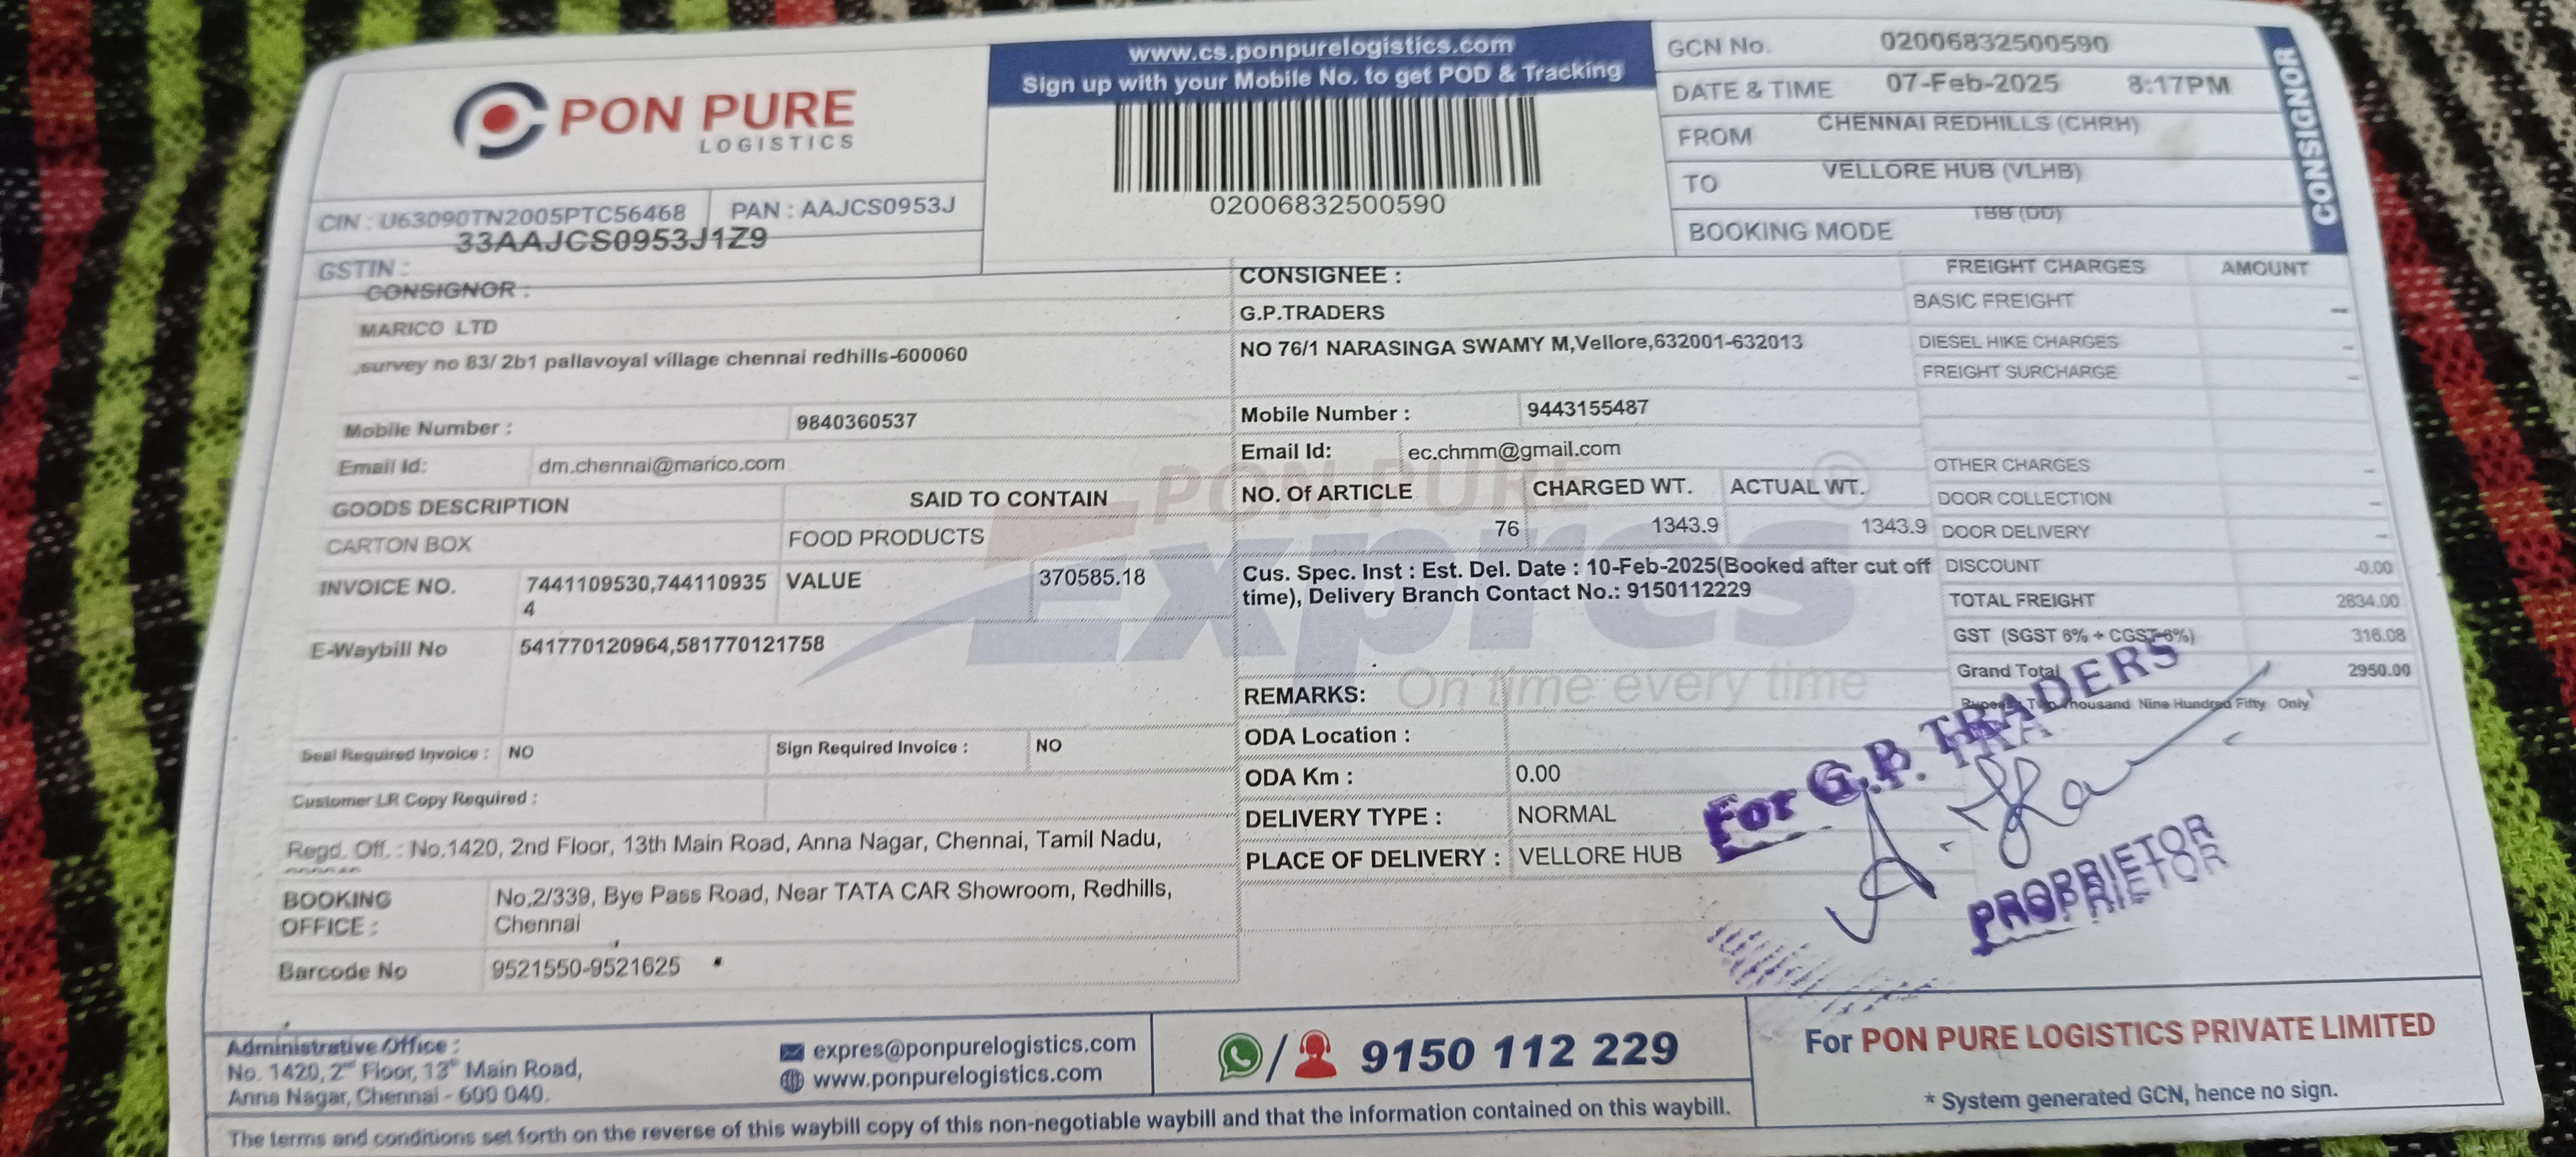 PON PURE
LOGISTICS
CIN : U63090TN2005PTC56468 PAN : AAJCS0953J
33AAJCS0953J1Z9
GSTIN :
www.cs.ponpurelogistics.com
Sign up with your Mobile No. to get POD & Tracking
02006832500590
GCN No. 02006832500590
DATE & TIME 07-Feb-2025 8:17PM
FROM CHENNAI REDHILLS (CHRH)
TO VELLORE HUB (VLHB)
BOOKING MODE TBB (DD)
CONSIGNOR
CONSIGNOR :
MARICO LTD
,survey no 83/ 2b1 pallavoyal village chennai redhills-600060
Mobile Number : 9840360537
Email Id: dm.chennai@marico.com
GOODS DESCRIPTION SAID TO CONTAIN
CARTON BOX FOOD PRODUCTS
INVOICE NO. 7441109530,744110935 VALUE 370585.18
4
E-Waybill No 541770120964,581770121758
Seal Required Invoice : NO Sign Required Invoice : NO
Customer LR Copy Required :
Regd. Off. : No.1420, 2nd Floor, 13th Main Road, Anna Nagar, Chennai, Tamil Nadu,
BOOKING No.2/339, Bye Pass Road, Near TATA CAR Showroom, Redhills,
OFFICE : Chennai
Barcode No 9521550-9521625
CONSIGNEE :
G.P.TRADERS
NO 76/1 NARASINGA SWAMY M,Vellore,632001-632013
Mobile Number : 9443155487
Email Id: ec.chmm@gmail.com
NO. Of ARTICLE CHARGED WT. ACTUAL WT.
76 1343.9 1343.9
Cus. Spec. Inst : Est. Del. Date : 10-Feb-2025(Booked after cut off
time), Delivery Branch Contact No.: 9150112229
PON PURE
Expres
On time every time
REMARKS:
ODA Location :
ODA Km : 0.00
DELIVERY TYPE : NORMAL
PLACE OF DELIVERY : VELLORE HUB
FREIGHT CHARGES AMOUNT
BASIC FREIGHT –
DIESEL HIKE CHARGES –
FREIGHT SURCHARGE –
OTHER CHARGES –
DOOR COLLECTION –
DOOR DELIVERY –
DISCOUNT -0.00
TOTAL FREIGHT 2634.00
GST (SGST 6% + CGST 6%) 316.08
Grand Total 2950.00
Rupees Two Thousand Nine Hundred Fifty Only
For G.P. TRADERS
PROPRIETOR
Administrative Office :
No. 1420, 2nd Floor, 13th Main Road,
Anna Nagar, Chennai - 600 040.
expres@ponpurelogistics.com
www.ponpurelogistics.com
/ 9150 112 229
For PON PURE LOGISTICS PRIVATE LIMITED
* System generated GCN, hence no sign.
The terms and conditions set forth on the reverse of this waybill copy of this non-negotiable waybill and that the information contained on this waybill.